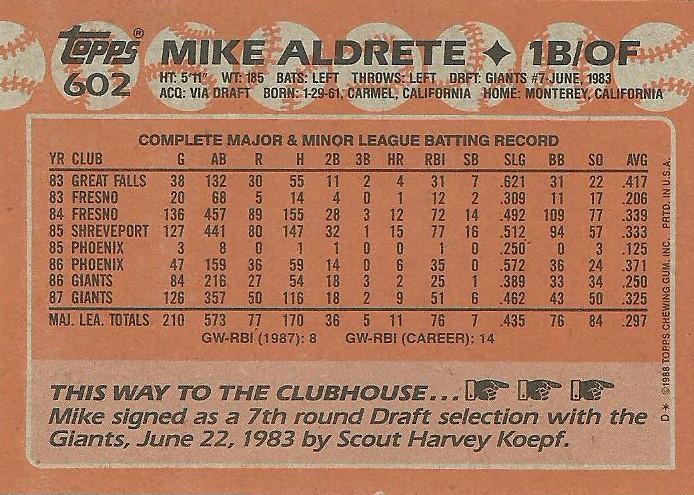 Topps® MIKE ALDRETE ✦ 1B/OF
602 HT: 5'11" WT: 185 BATS: LEFT THROWS: LEFT DRFT: GIANTS #7-JUNE, 1983
ACQ: VIA DRAFT BORN: 1-29-61, CARMEL, CALIFORNIA HOME: MONTEREY, CALIFORNIA
COMPLETE MAJOR & MINOR LEAGUE BATTING RECORD
YR CLUB G AB R H 2B 3B HR RBI SB SLG BB SO AVG
83 GREAT FALLS 38 132 30 55 11 2 4 31 7 .621 31 22 .417
83 FRESNO 20 68 5 14 4 0 1 12 2 .309 11 17 .206
84 FRESNO 136 457 89 155 28 3 12 72 14 .492 109 77 .339
85 SHREVEPORT 127 441 80 147 32 1 15 77 16 .512 94 57 .333
85 PHOENIX 3 8 0 1 1 0 0 1 0 .250 0 3 .125
86 PHOENIX 47 159 36 59 14 0 6 35 0 .572 36 24 .371
86 GIANTS 84 216 27 54 18 3 2 25 1 .389 33 34 .250
87 GIANTS 126 357 50 116 18 2 9 51 6 .462 43 50 .325
MAJ. LEA. TOTALS 210 573 77 170 36 5 11 76 7 .435 76 84 .297
GW-RBI (1987): 8 GW-RBI (CAREER): 14
THIS WAY TO THE CLUBHOUSE...
Mike signed as a 7th round Draft selection with the
Giants, June 22, 1983 by Scout Harvey Koepf.
D* ©1988 TOPPS CHEWING GUM, INC. PRTD. IN U.S.A.